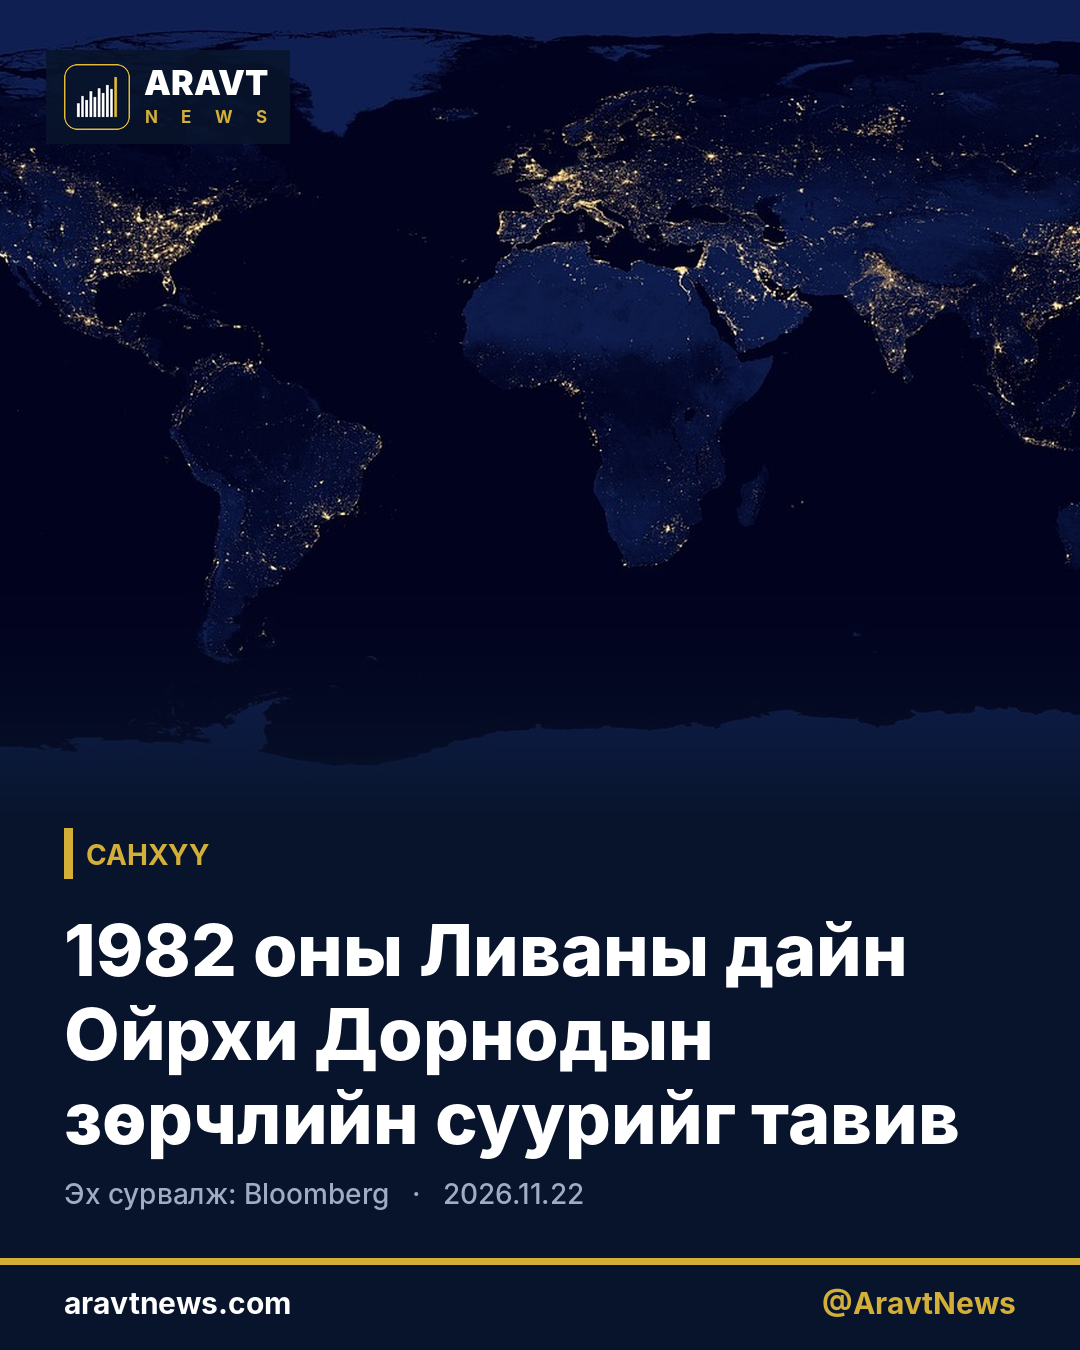 ARAVT
NEWS
САНХҮҮ
1982 оны Ливаны дайн
Ойрхи Дорнодын
зөрчлийн суурийг тавив
Эх сурвалж: Bloomberg · 2026.11.22
aravtnews.com
@AravtNews